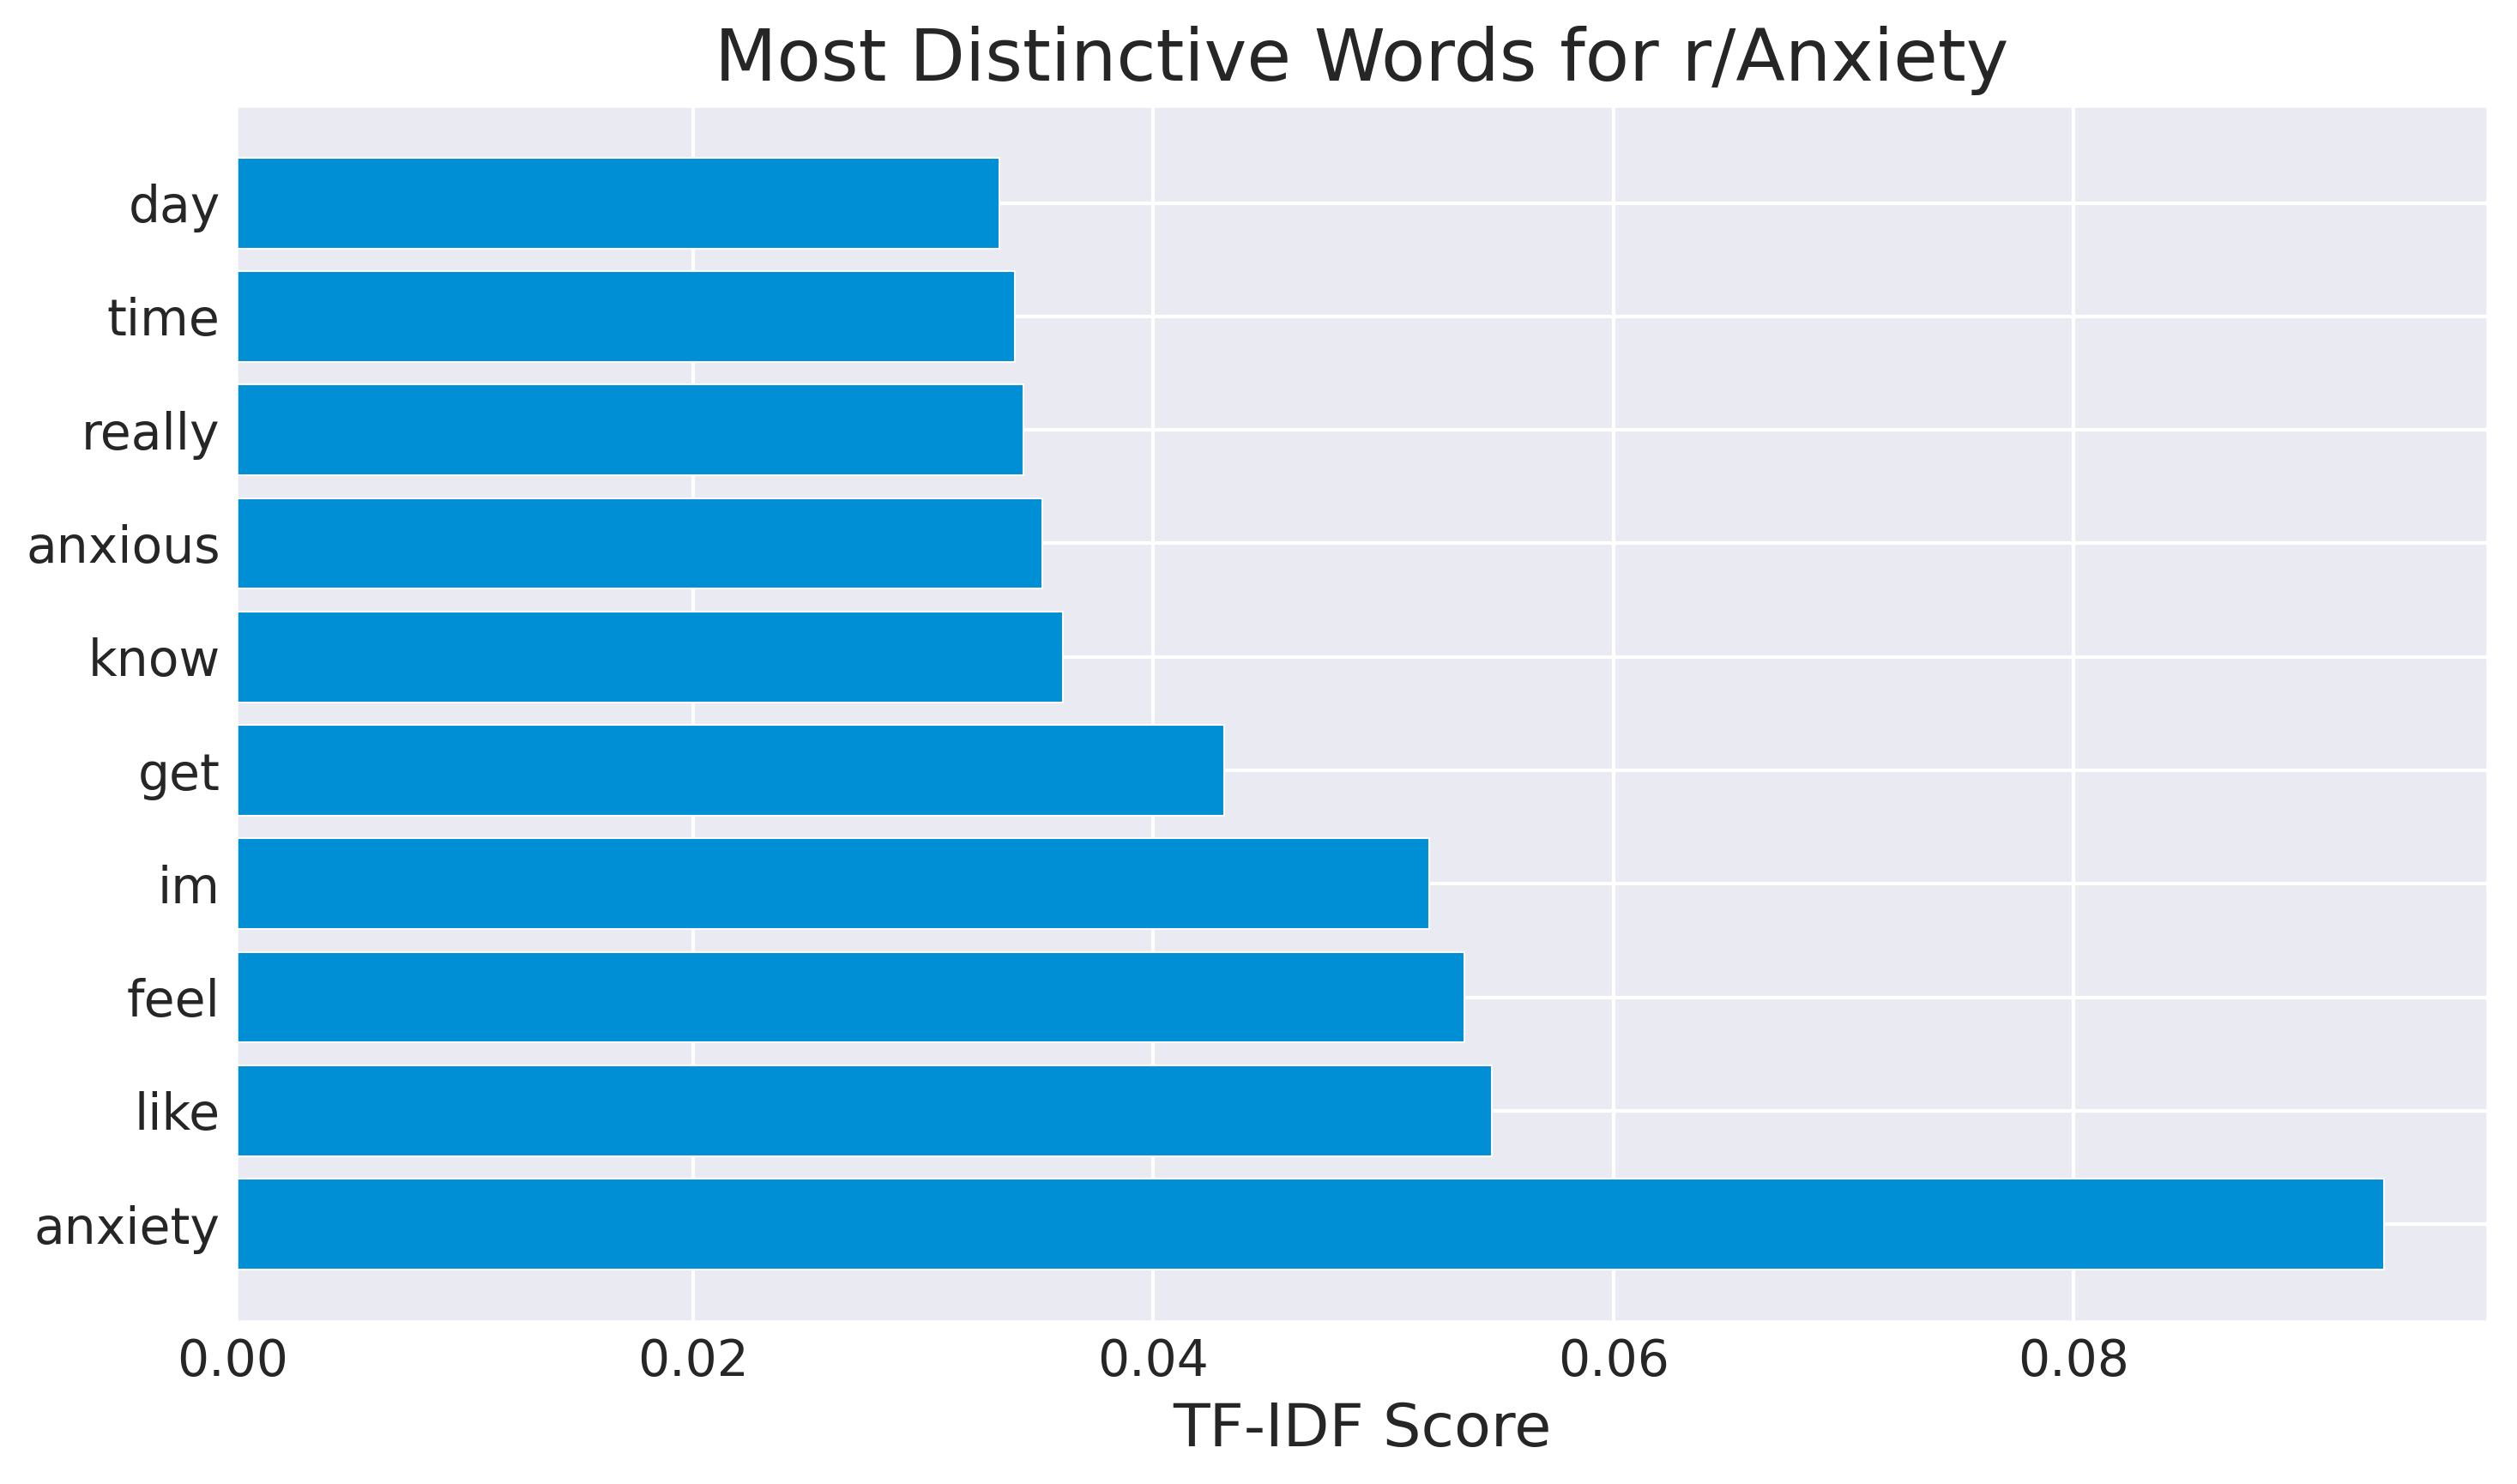 Most Distinctive Words for r/Anxiety
day
time
really
anxious
know
get
im
feel
like
anxiety
0.00 0.02 0.04 0.06 0.08
TF-IDF Score